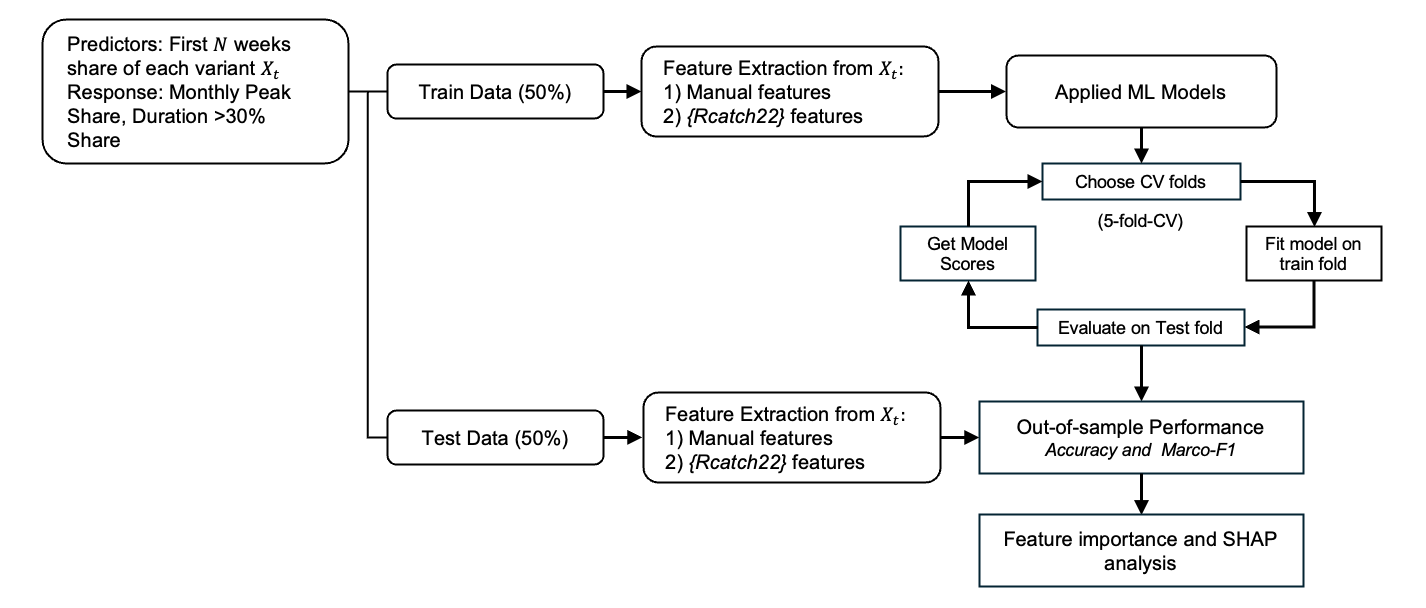 Predictors: First N weeks
share of each variant Xₜ
Response: Monthly Peak
Share, Duration >30%
Share
Train Data (50%)
Feature Extraction from Xₜ:
1) Manual features
2) {Rcatch22} features
Applied ML Models
Choose CV folds
(5-fold-CV)
Get Model
Scores
Fit model on
train fold
Evaluate on Test fold
Test Data (50%)
Feature Extraction from Xₜ:
1) Manual features
2) {Rcatch22} features
Out-of-sample Performance
Accuracy and Marco-F1
Feature importance and SHAP
analysis